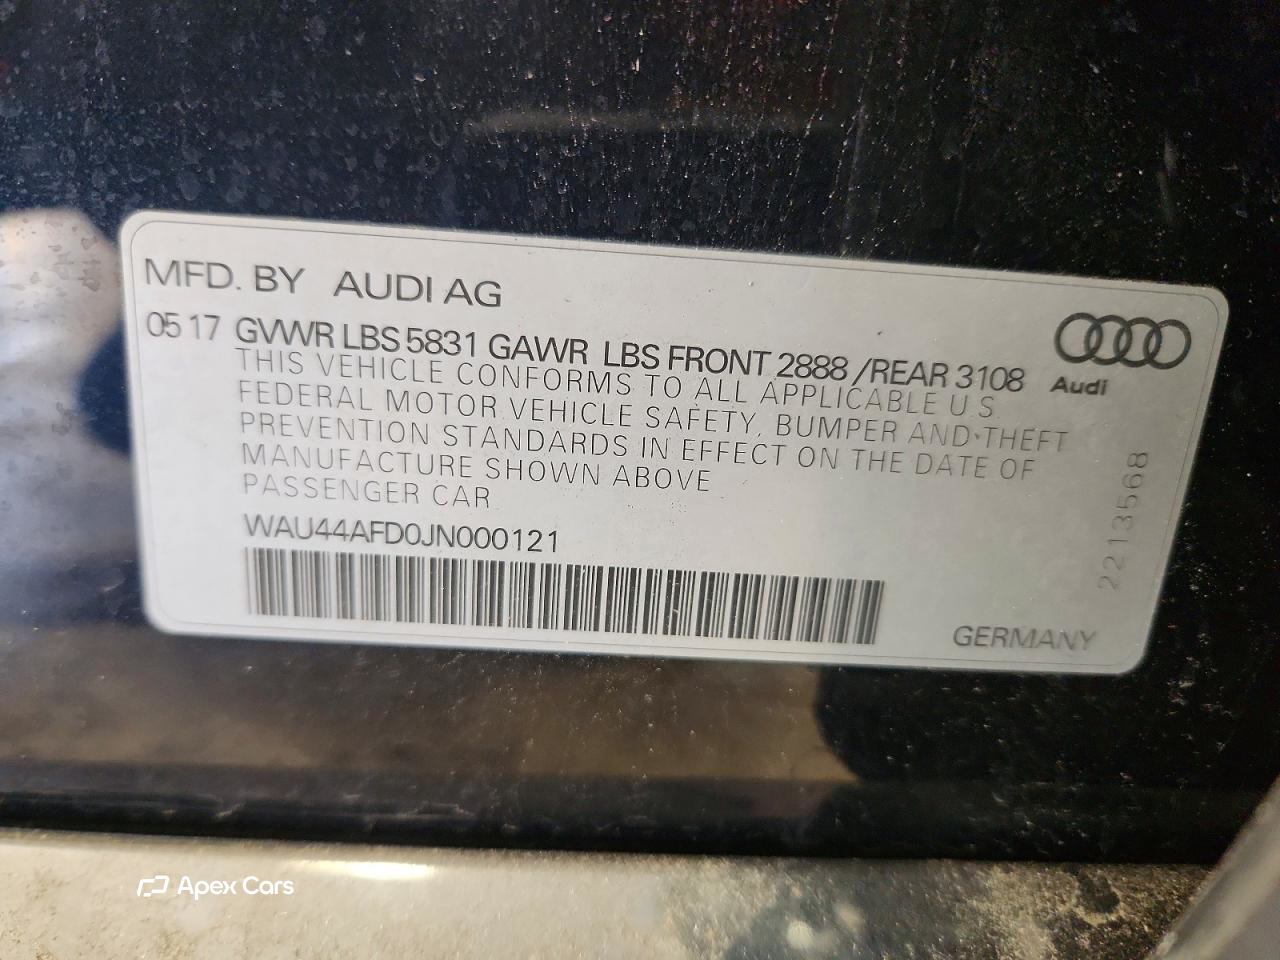 MFD. BY AUDI AG
05 17 GVWR LBS 5831 GAWR LBS FRONT 2888 /REAR 3108
THIS VEHICLE CONFORMS TO ALL APPLICABLE U.S.
FEDERAL MOTOR VEHICLE SAFETY, BUMPER AND THEFT
PREVENTION STANDARDS IN EFFECT ON THE DATE OF
MANUFACTURE SHOWN ABOVE
PASSENGER CAR
WAU44AFD0JN000121
Audi
2213568
GERMANY
Apex Cars